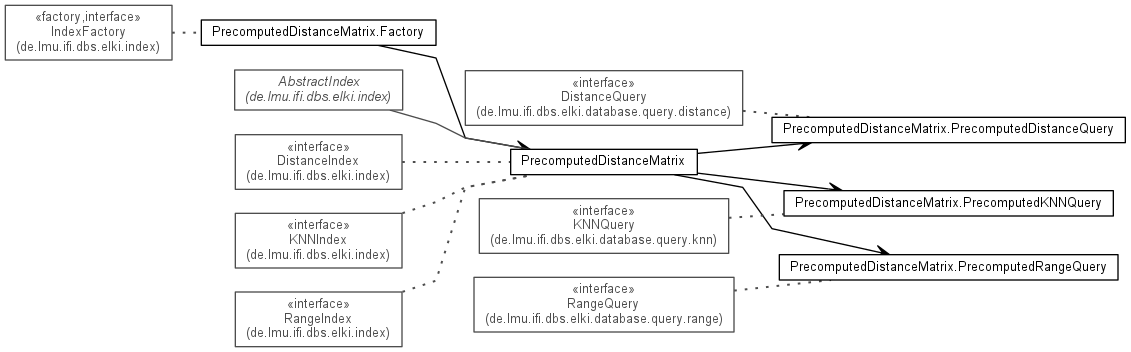 «factory,interface»
IndexFactory
(de.lmu.ifi.dbs.elki.index)
PrecomputedDistanceMatrix.Factory
AbstractIndex
(de.lmu.ifi.dbs.elki.index)
«interface»
DistanceQuery
(de.lmu.ifi.dbs.elki.database.query.distance)
PrecomputedDistanceMatrix.PrecomputedDistanceQuery
«interface»
DistanceIndex
(de.lmu.ifi.dbs.elki.index)
PrecomputedDistanceMatrix
PrecomputedDistanceMatrix.PrecomputedKNNQuery
«interface»
KNNIndex
(de.lmu.ifi.dbs.elki.index)
«interface»
KNNQuery
(de.lmu.ifi.dbs.elki.database.query.knn)
PrecomputedDistanceMatrix.PrecomputedRangeQuery
«interface»
RangeIndex
(de.lmu.ifi.dbs.elki.index)
«interface»
RangeQuery
(de.lmu.ifi.dbs.elki.database.query.range)